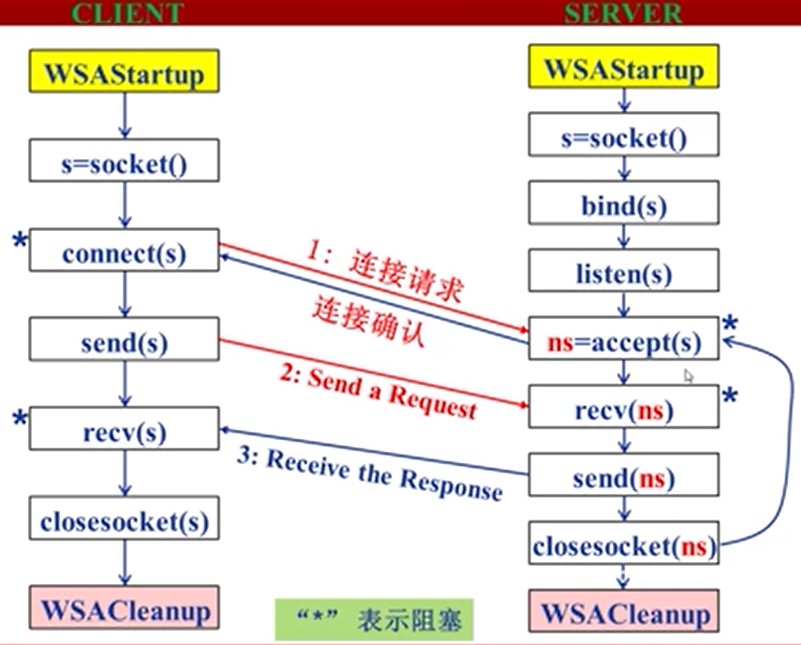 CLIENT
SERVER
WSAStartup
s=socket()
* connect(s)
send(s)
* recv(s)
closesocket(s)
WSACleanup
1：连接请求
连接确认
2: Send a Request
3: Receive the Response
WSAStartup
s=socket()
bind(s)
listen(s)
ns=accept(s) *
recv(ns) *
send(ns)
closesocket(ns)
WSACleanup
“*” 表示阻塞